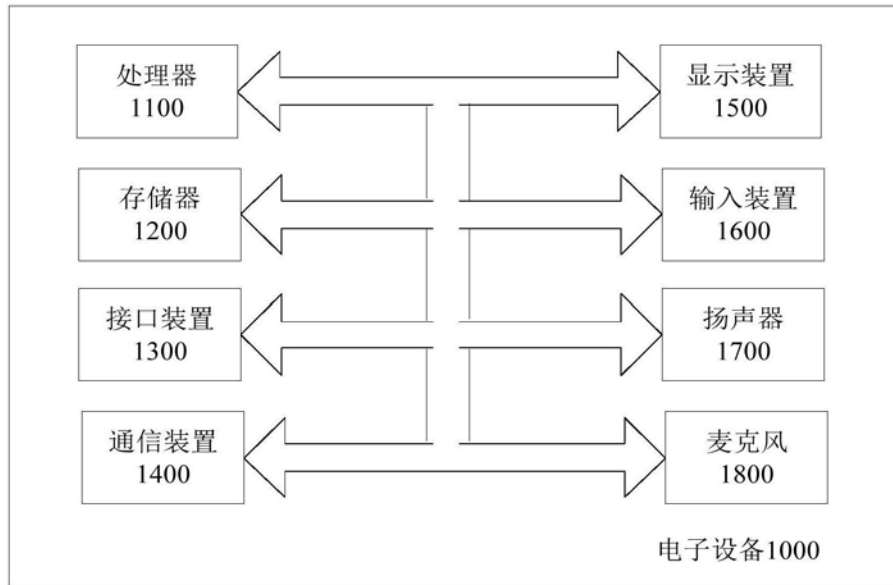 处理器
1100
显示装置
1500
存储器
1200
输入装置
1600
接口装置
1300
扬声器
1700
通信装置
1400
麦克风
1800
电子设备1000